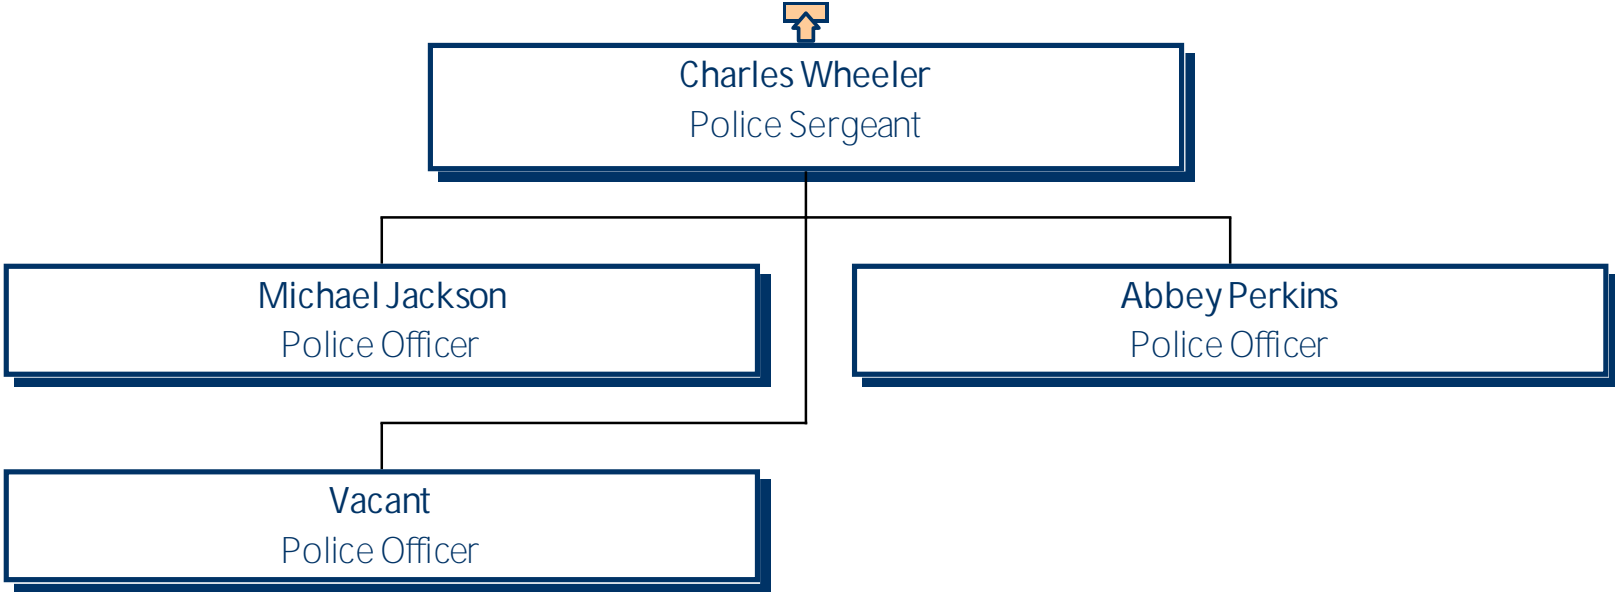 Charles Wheeler
Police Sergeant
Michael Jackson
Police Officer
Abbey Perkins
Police Officer
Vacant
Police Officer